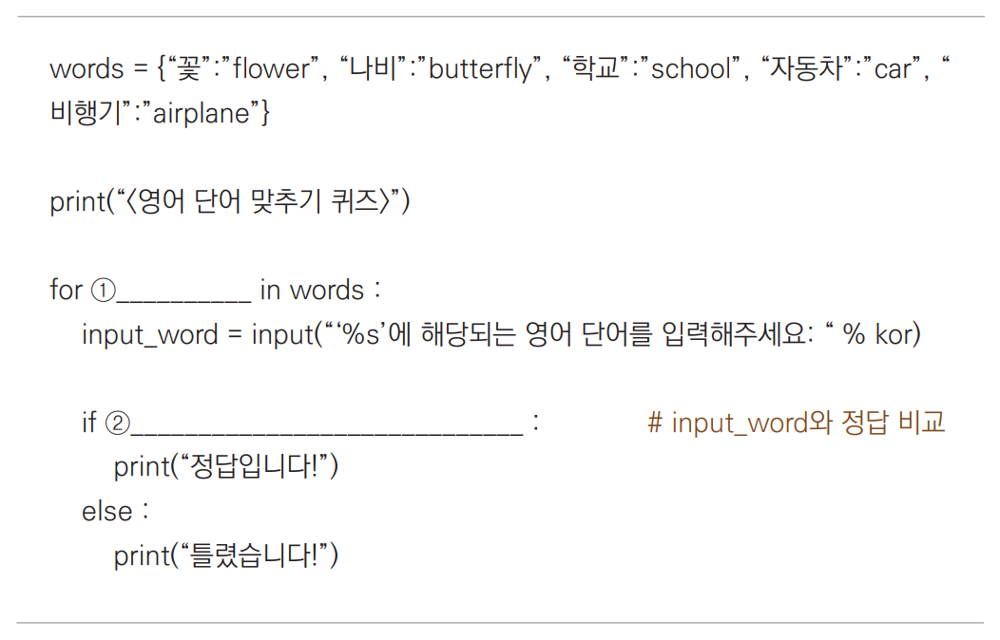 words = {“꽃”:”flower”, “나비”:”butterfly”, “학교”:”school”, “자동차”:”car”, “
비행기”:”airplane”}
print(“〈영어 단어 맞추기 퀴즈〉”)
for ①__________ in words :
input_word = input(“‘%s’에 해당되는 영어 단어를 입력해주세요: “ % kor)
if ②_____________________________ : # input_word와 정답 비교
print(“정답입니다!”)
else :
print(“틀렸습니다!”)